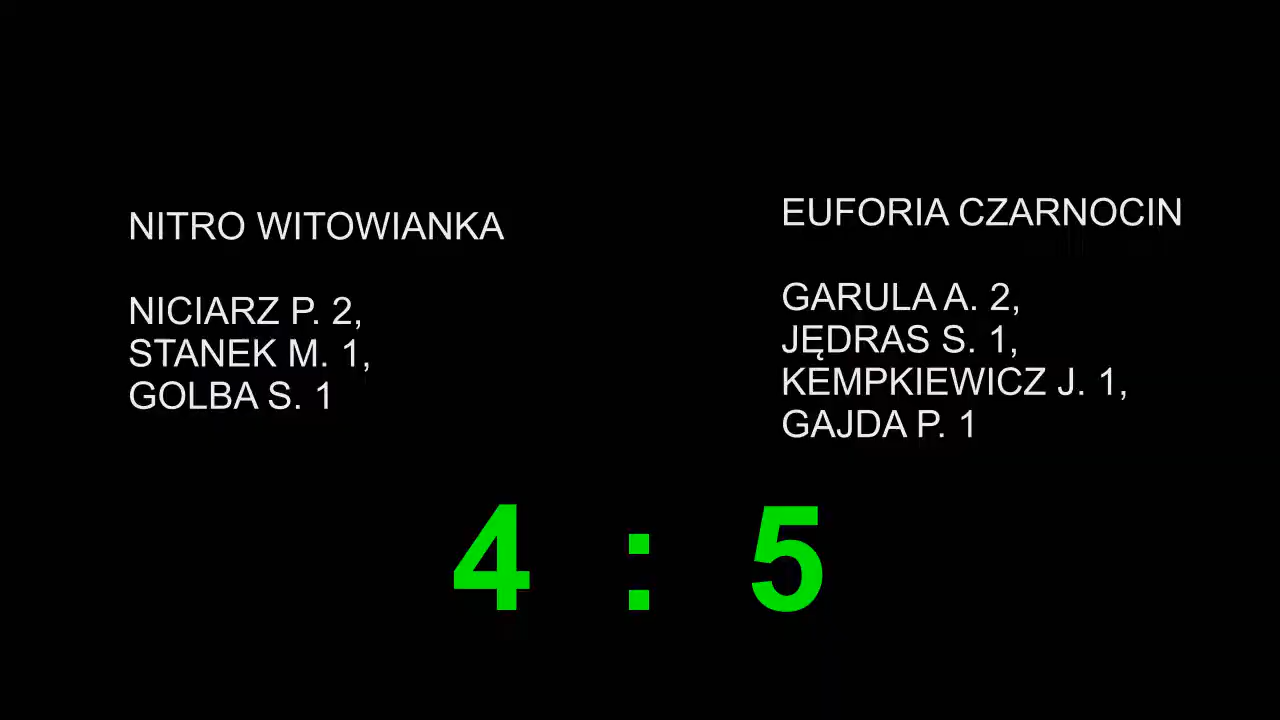 NITRO WITOWIANKA
NICIARZ P. 2,
STANEK M. 1,
GOLBA S. 1
EUFORIA CZARNOCIN
GARULA A. 2,
JĘDRAS S. 1,
KEMPKIEWICZ J. 1,
GAJDA P. 1
4 : 5